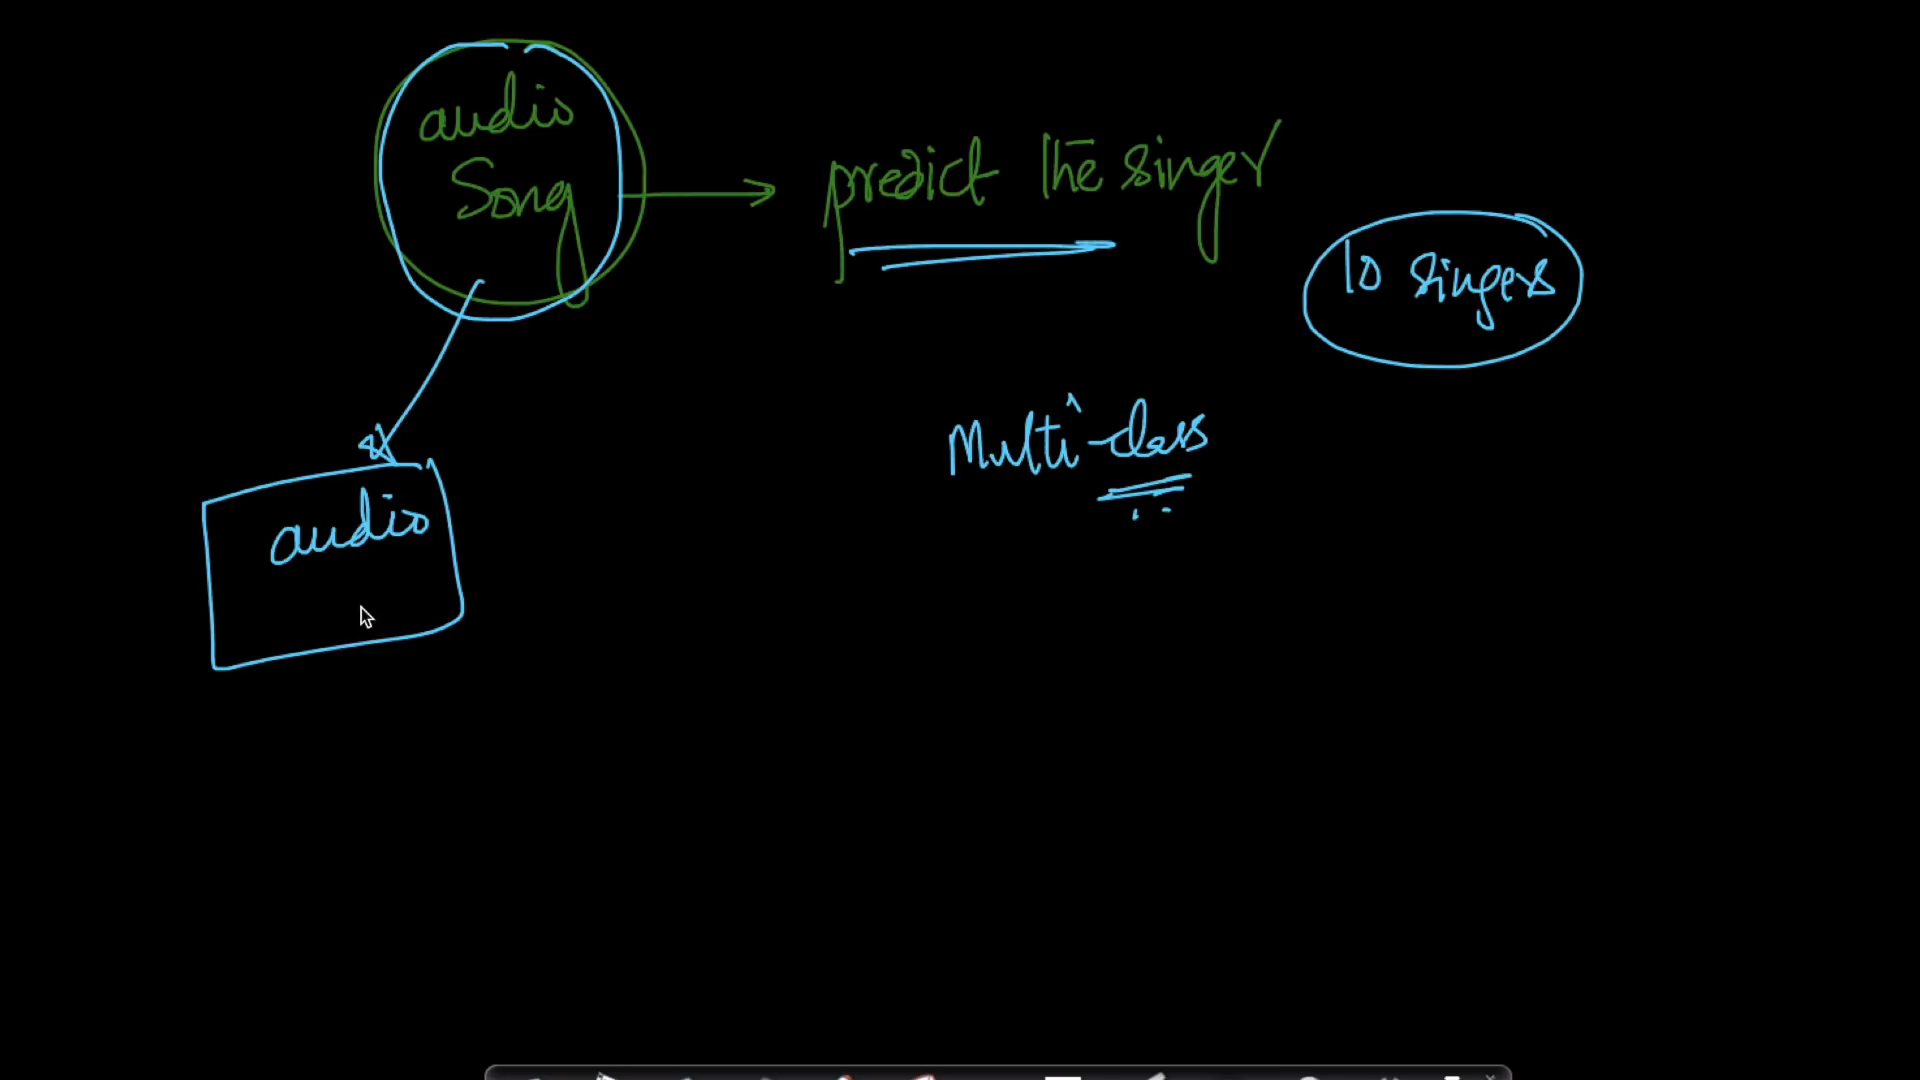 audio
Song
predict the singer
10 singers
Multi-class
audio